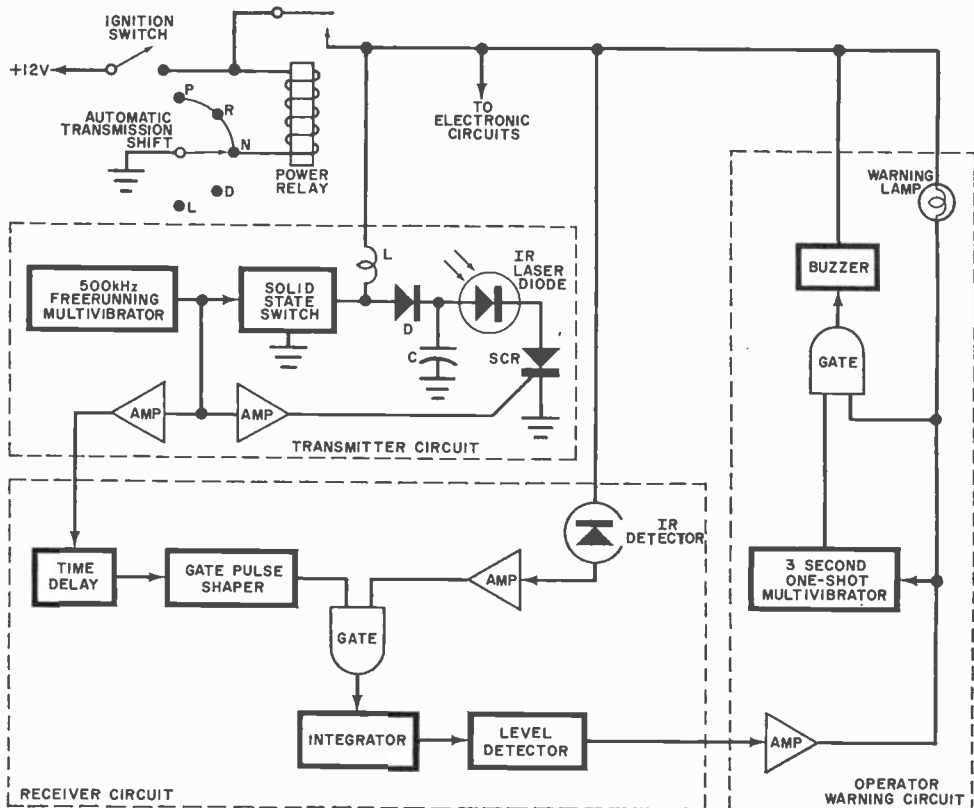 IGNITION
SWITCH
+12V
P
R
AUTOMATIC
TRANSMISSION
SHIFT
N
D
L
POWER
RELAY
TO
ELECTRONIC
CIRCUITS
WARNING
LAMP
BUZZER
GATE
3 SECOND
ONE-SHOT
MULTIVIBRATOR
AMP
OPERATOR
WARNING CIRCUIT
500kHz
FREERUNNING
MULTIVIBRATOR
SOLID
STATE
SWITCH
L
D
C
IR
LASER
DIODE
SCR
AMP
AMP
TRANSMITTER CIRCUIT
IR
DETECTOR
TIME
DELAY
GATE PULSE
SHAPER
AMP
GATE
INTEGRATOR
LEVEL
DETECTOR
RECEIVER CIRCUIT